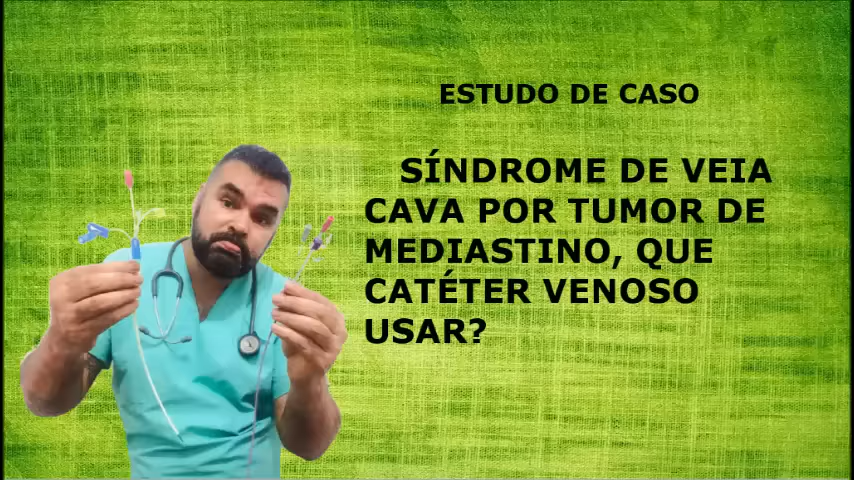 ESTUDO DE CASO
SÍNDROME DE VEIA
CAVA POR TUMOR DE
MEDIASTINO, QUE
CATÉTER VENOSO
USAR?